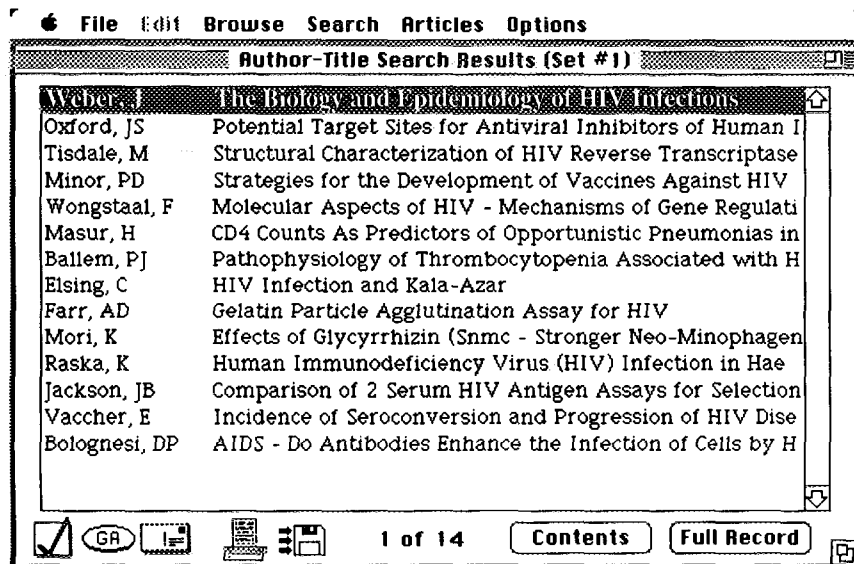 File Edit Browse Search Articles Options
Author-Title Search Results (Set #1)
Weber, J The Biology and Epidemiology of HIV Infections
Oxford, JS Potential Target Sites for Antiviral Inhibitors of Human I
Tisdale, M Structural Characterization of HIV Reverse Transcriptase
Minor, PD Strategies for the Development of Vaccines Against HIV
Wongstaal, F Molecular Aspects of HIV - Mechanisms of Gene Regulati
Masur, H CD4 Counts As Predictors of Opportunistic Pneumonias in
Ballem, PJ Pathophysiology of Thrombocytopenia Associated with H
Elsing, C HIV Infection and Kala-Azar
Farr, AD Gelatin Particle Agglutination Assay for HIV
Mori, K Effects of Glycyrrhizin (Snmc - Stronger Neo-Minophagen
Raska, K Human Immunodeficiency Virus (HIV) Infection in Hae
Jackson, JB Comparison of 2 Serum HIV Antigen Assays for Selection
Vaccher, E Incidence of Seroconversion and Progression of HIV Dise
Bolognesi, DP AIDS - Do Antibodies Enhance the Infection of Cells by H
GA 1 of 14 Contents Full Record